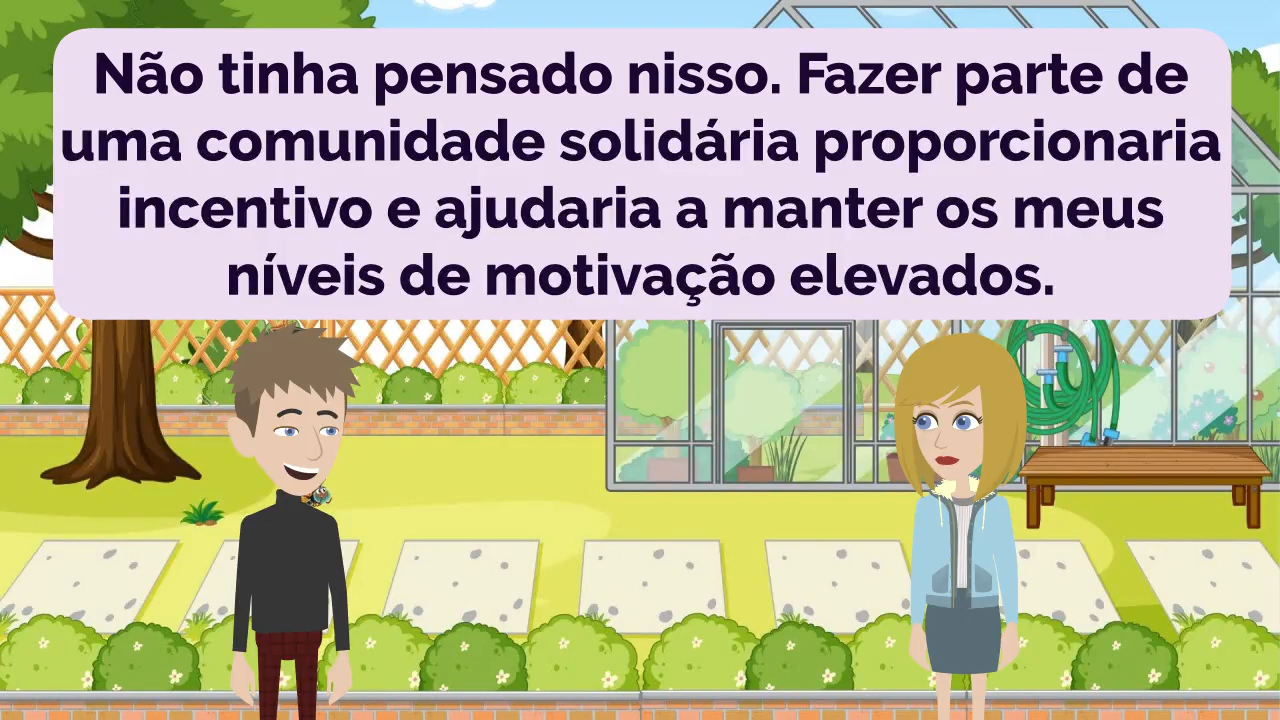 Não tinha pensado nisso. Fazer parte de
uma comunidade solidária proporcionaria
incentivo e ajudaria a manter os meus
níveis de motivação elevados.